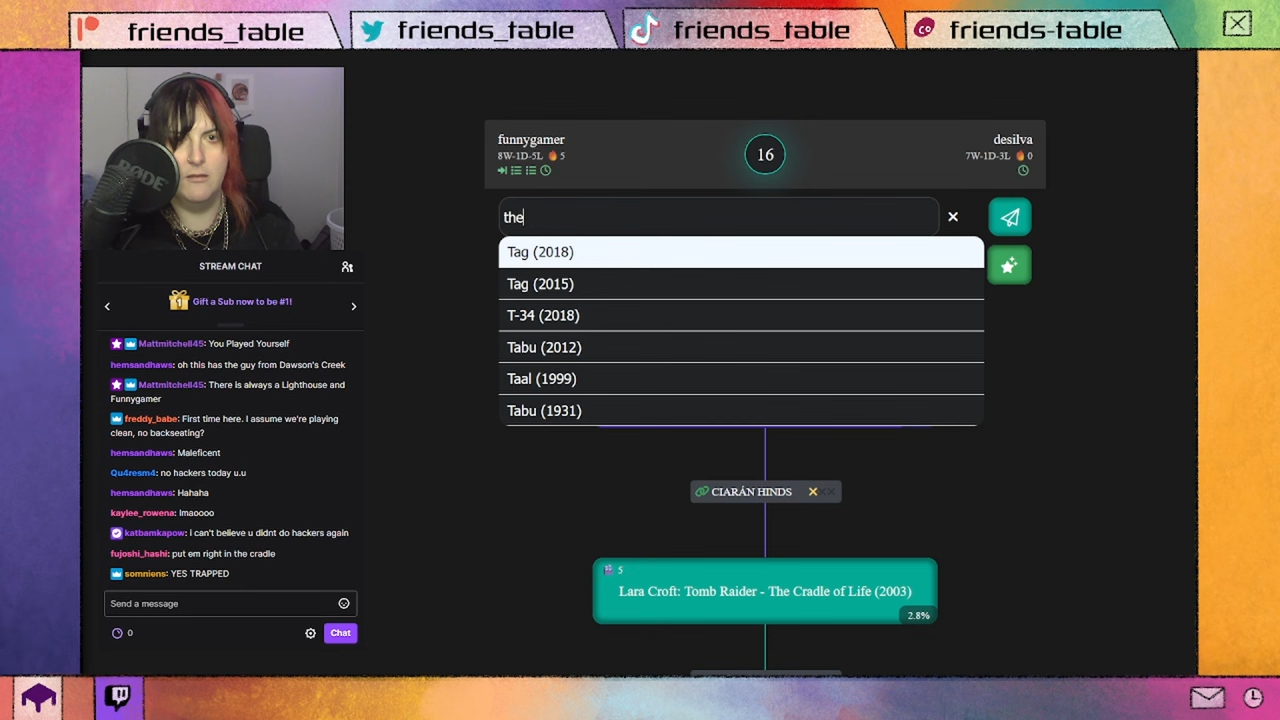 friends_table
friends_table
friends_table
friends-table
RØDE
funnygamer
8W-1D-5L 🔥 5
16
desilva
7W-1D-3L 🔥 0
the
Tag (2018)
Tag (2015)
T-34 (2018)
Tabu (2012)
Taal (1999)
Tabu (1931)
CIARÁN HINDS
5
Lara Croft: Tomb Raider - The Cradle of Life (2003)
2.8%
STREAM CHAT
1
Gift a Sub now to be #1!
Mattmitchell45: You Played Yourself
hemsandhaws: oh this has the guy from Dawson's Creek
Mattmitchell45: There is always a Lighthouse and
Funnygamer
freddy_babe: First time here. I assume we're playing
clean, no backseating?
hemsandhaws: Maleficent
Qu4resm4: no hackers today u.u
hemsandhaws: Hahaha
kaylee_rowena: lmaoooo
katbamkapow: i can't believe u didnt do hackers again
fujoshi_hashi: put em right in the cradle
somniens: YES TRAPPED
Send a message
0
Chat